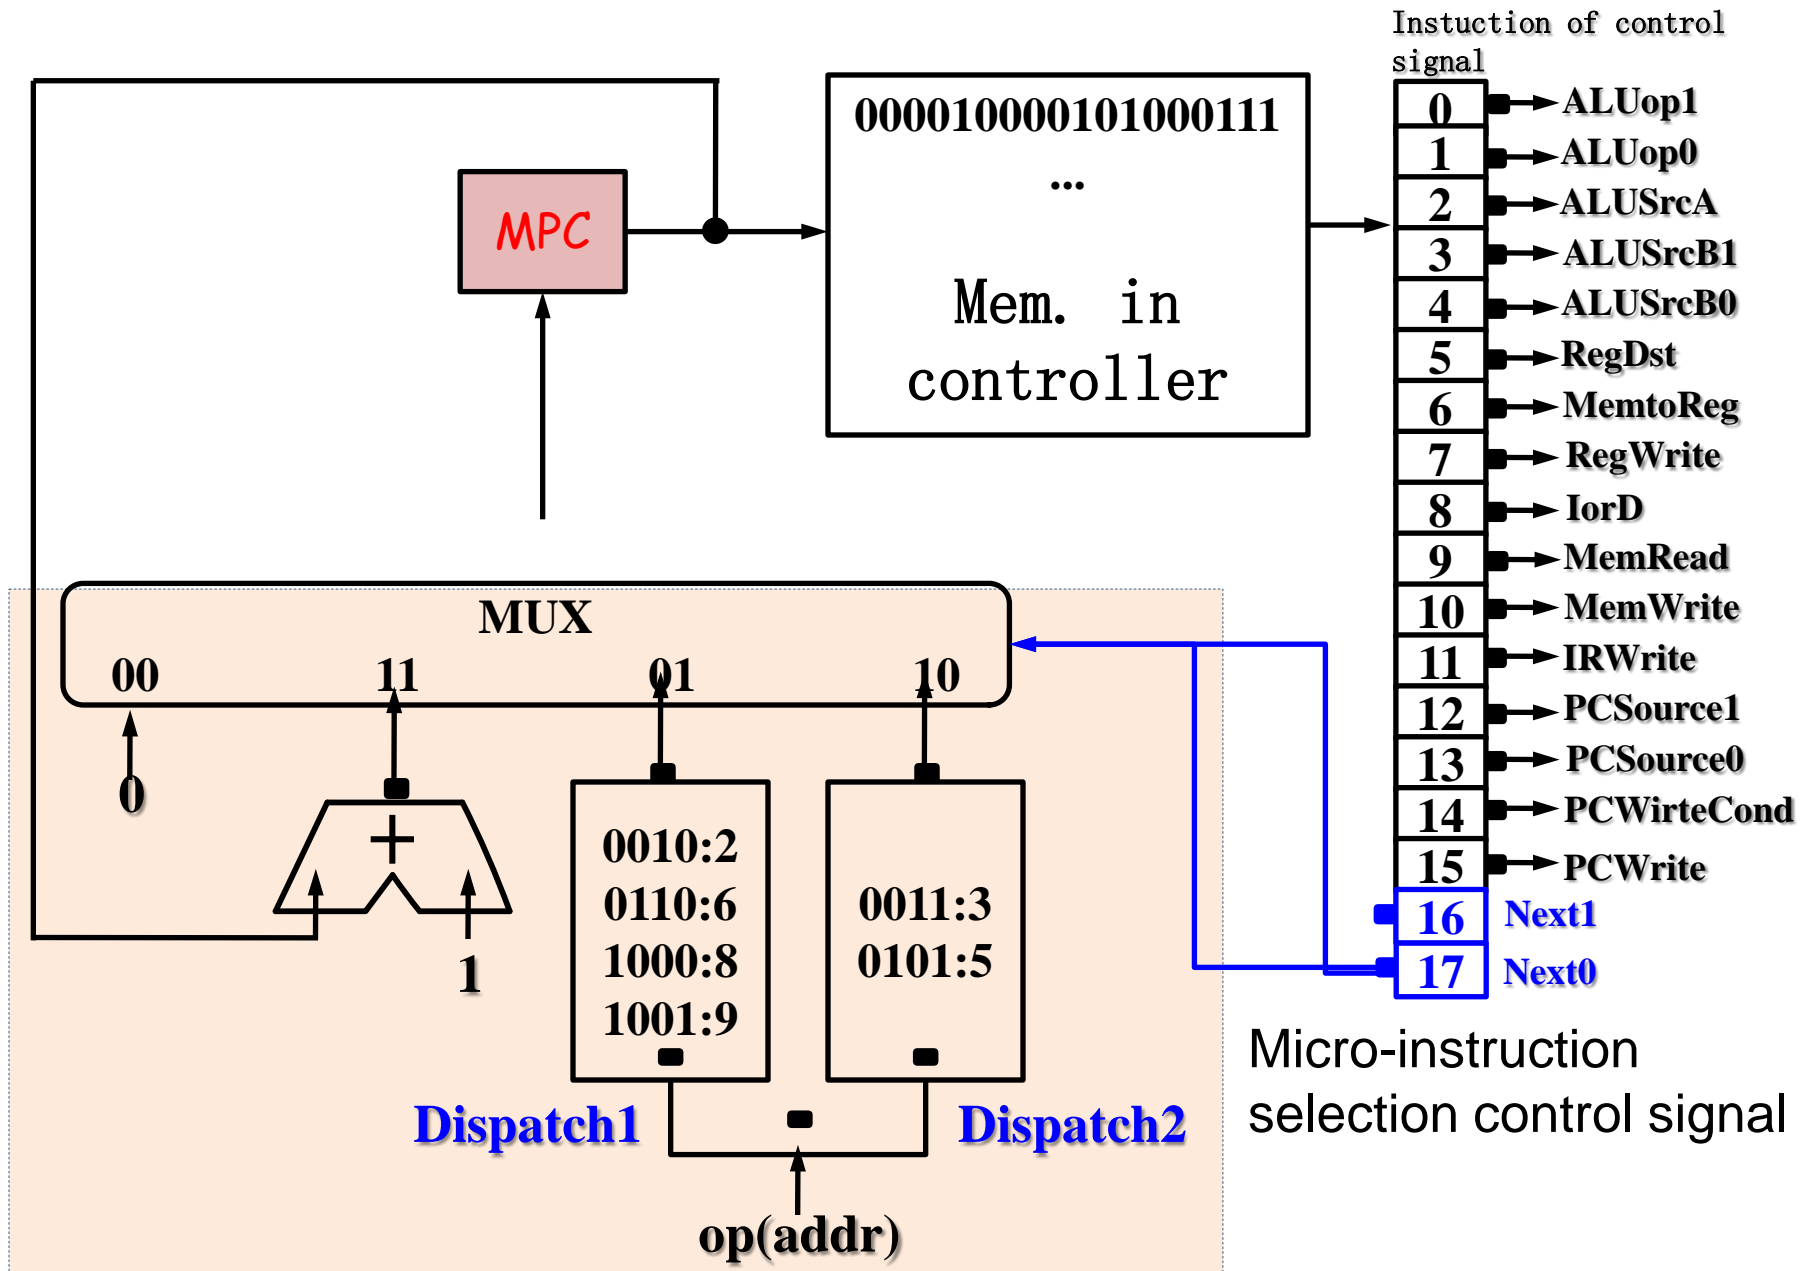 Instuction of control
signal
000010000101000111
...
Mem. in
controller
MPC
0
ALUop1
1
ALUop0
2
ALUSrcA
3
ALUSrcB1
4
ALUSrcB0
5
RegDst
6
MemtoReg
7
RegWrite
8
IorD
9
MemRead
10
MemWrite
11
IRWrite
12
PCSource1
13
PCSource0
14
PCWirteCond
15
PCWrite
16
Next1
17
Next0
Micro-instruction
selection control signal
MUX
00
11
01
10
0
+
1
0010:2
0110:6
1000:8
1001:9
0011:3
0101:5
Dispatch1
Dispatch2
op(addr)